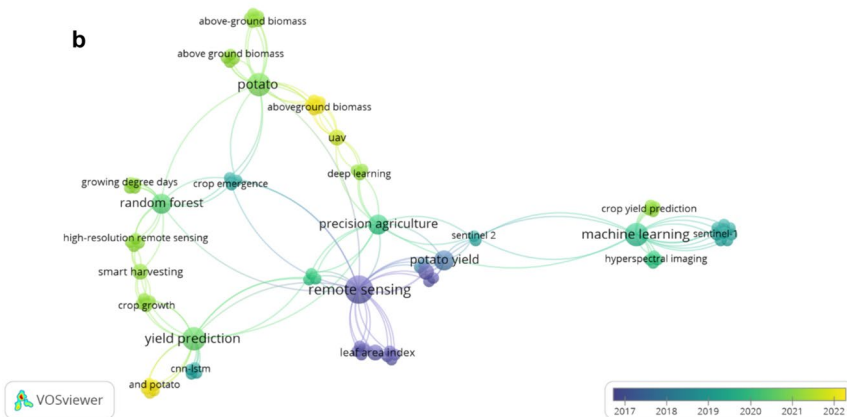 above-ground biomass
b
above ground biomass
potato
aboveground biomass
uav
deep learning
growing degree days
crop emergence
random forest
crop yield prediction
precision agriculture
machine learning
sentinel-1
sentinel 2
high-resolution remote sensing
potato yield
hyperspectral imaging
smart harvesting
remote sensing
crop growth
yield prediction
leaf area index
cnn-lstm
and potato
VOSviewer
2017 2018 2019 2020 2021 2022